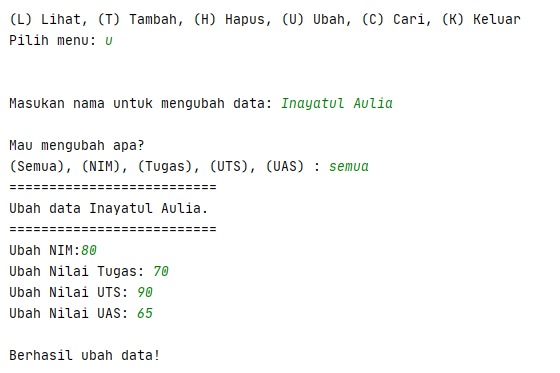 (L) Lihat, (T) Tambah, (H) Hapus, (U) Ubah, (C) Cari, (K) Keluar
Pilih menu: u
Masukan nama untuk mengubah data: Inayatul Aulia
Mau mengubah apa?
(Semua), (NIM), (Tugas), (UTS), (UAS) : semua
==========================
Ubah data Inayatul Aulia.
==========================
Ubah NIM:80
Ubah Nilai Tugas: 70
Ubah Nilai UTS: 90
Ubah Nilai UAS: 65
Berhasil ubah data!